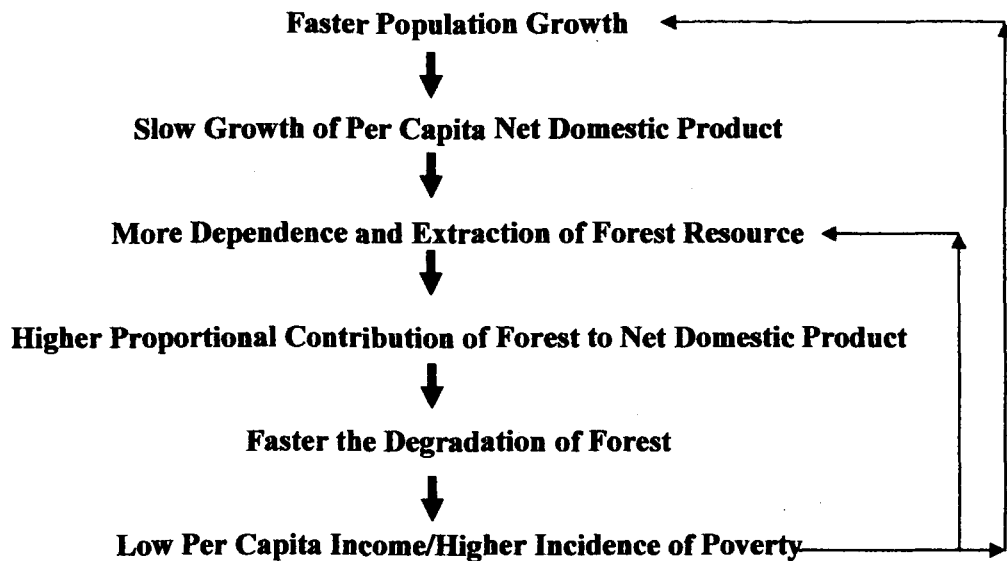 Faster Population Growth
Slow Growth of Per Capita Net Domestic Product
More Dependence and Extraction of Forest Resource
Higher Proportional Contribution of Forest to Net Domestic Product
Faster the Degradation of Forest
Low Per Capita Income/Higher Incidence of Poverty